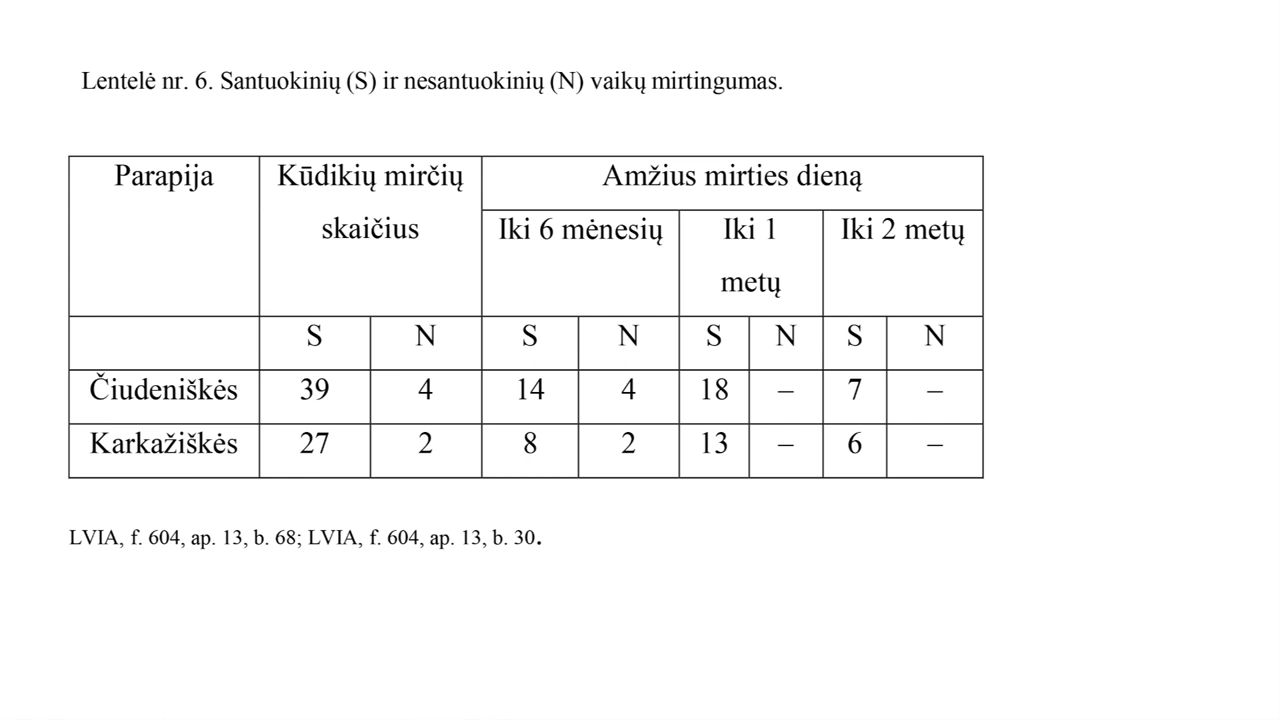 Lentelė nr. 6. Santuokinių (S) ir nesantuokinių (N) vaikų mirtingumas.
Parapija Kūdikių mirčių Amžius mirties dieną
skaičius Iki 6 mėnesių Iki 1 Iki 2 metų
metų
S N S N S N S N
Čiudeniškės 39 4 14 4 18 – 7 –
Karkažiškės 27 2 8 2 13 – 6 –
LVIA, f. 604, ap. 13, b. 68; LVIA, f. 604, ap. 13, b. 30.